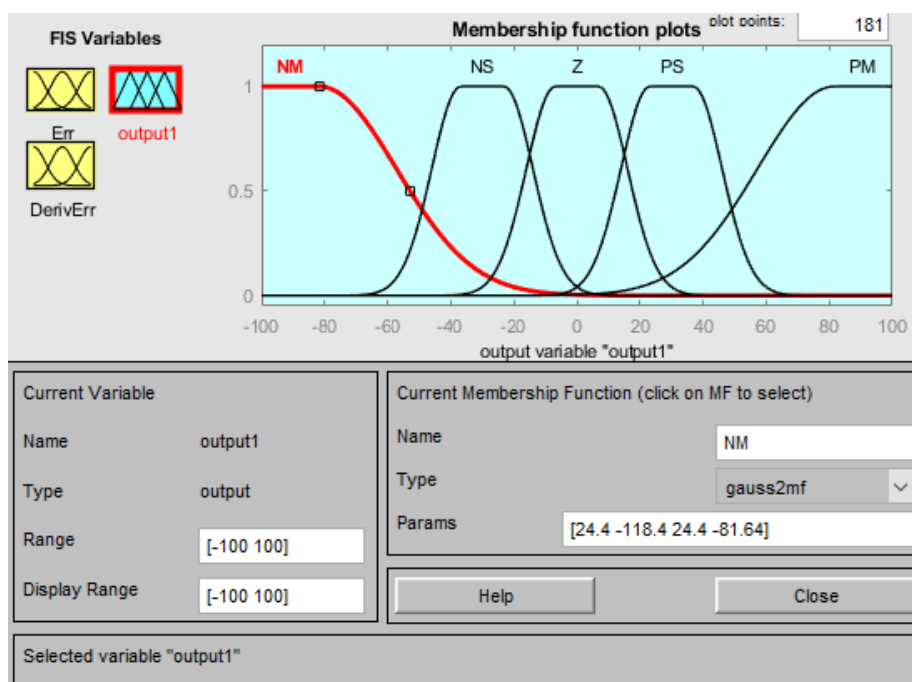 FIS Variables
Membership function plots
plot points:
181
Err
output1
DerivErr
NM
NS
Z
PS
PM
1
0.5
0
-100
-80
-60
-40
-20
0
20
40
60
80
100
output variable "output1"
Current Variable
Name
output1
Type
output
Range
[-100 100]
Display Range
[-100 100]
Current Membership Function (click on MF to select)
Name
NM
Type
gauss2mf
Params
[24.4 -118.4 24.4 -81.64]
Help
Close
Selected variable "output1"